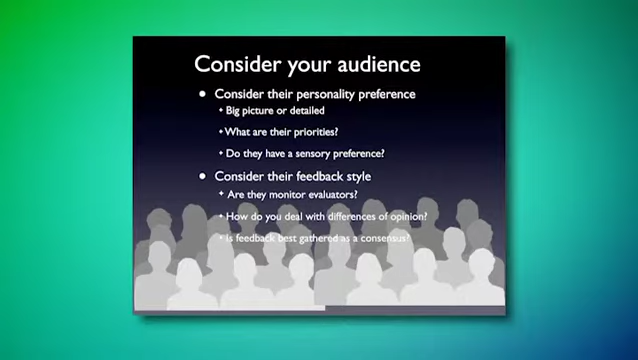 Consider your audience
• Consider their personality preference
• Big picture or detailed
• What are their priorities?
• Do they have a sensory preference?
• Consider their feedback style
• Are they monitor evaluators?
• How do you deal with differences of opinion?
• Is feedback best gathered as a consensus?